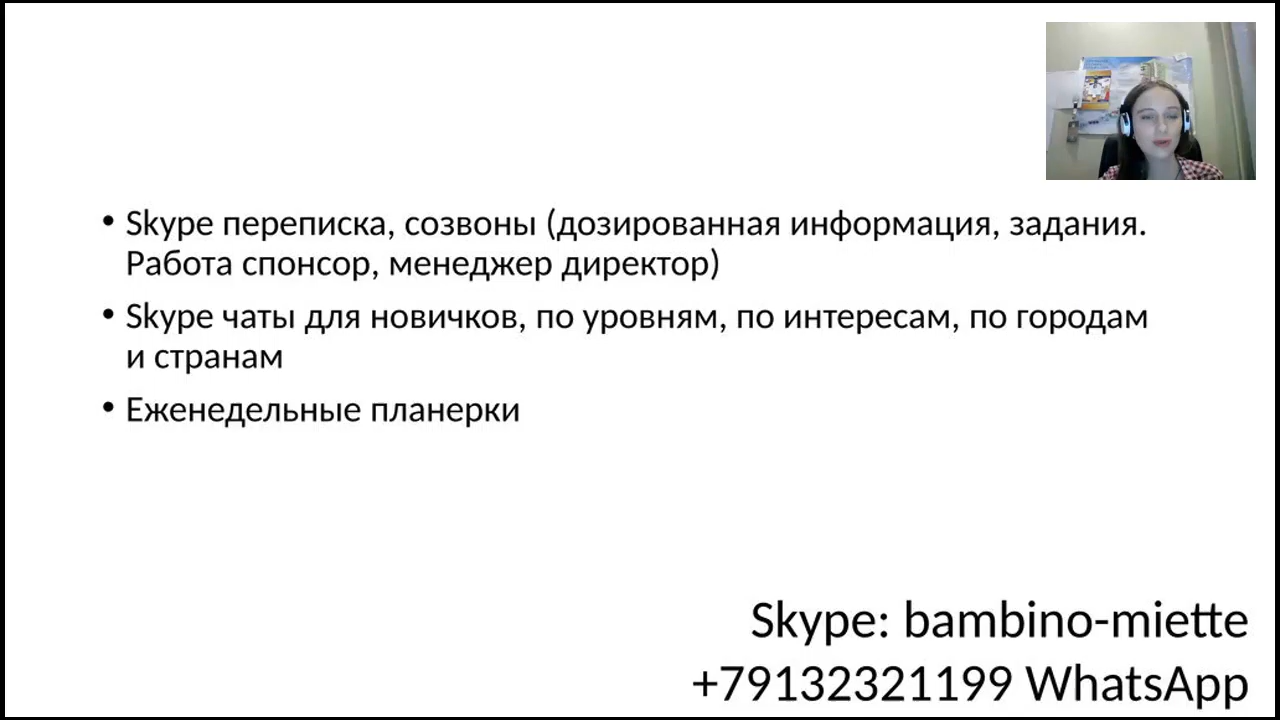 • Skype переписка, созвоны (дозированная информация, задания.
Работа спонсор, менеджер директор)
• Skype чаты для новичков, по уровням, по интересам, по городам
и странам
• Еженедельные планерки
Skype: bambino-miette
+79132321199 WhatsApp